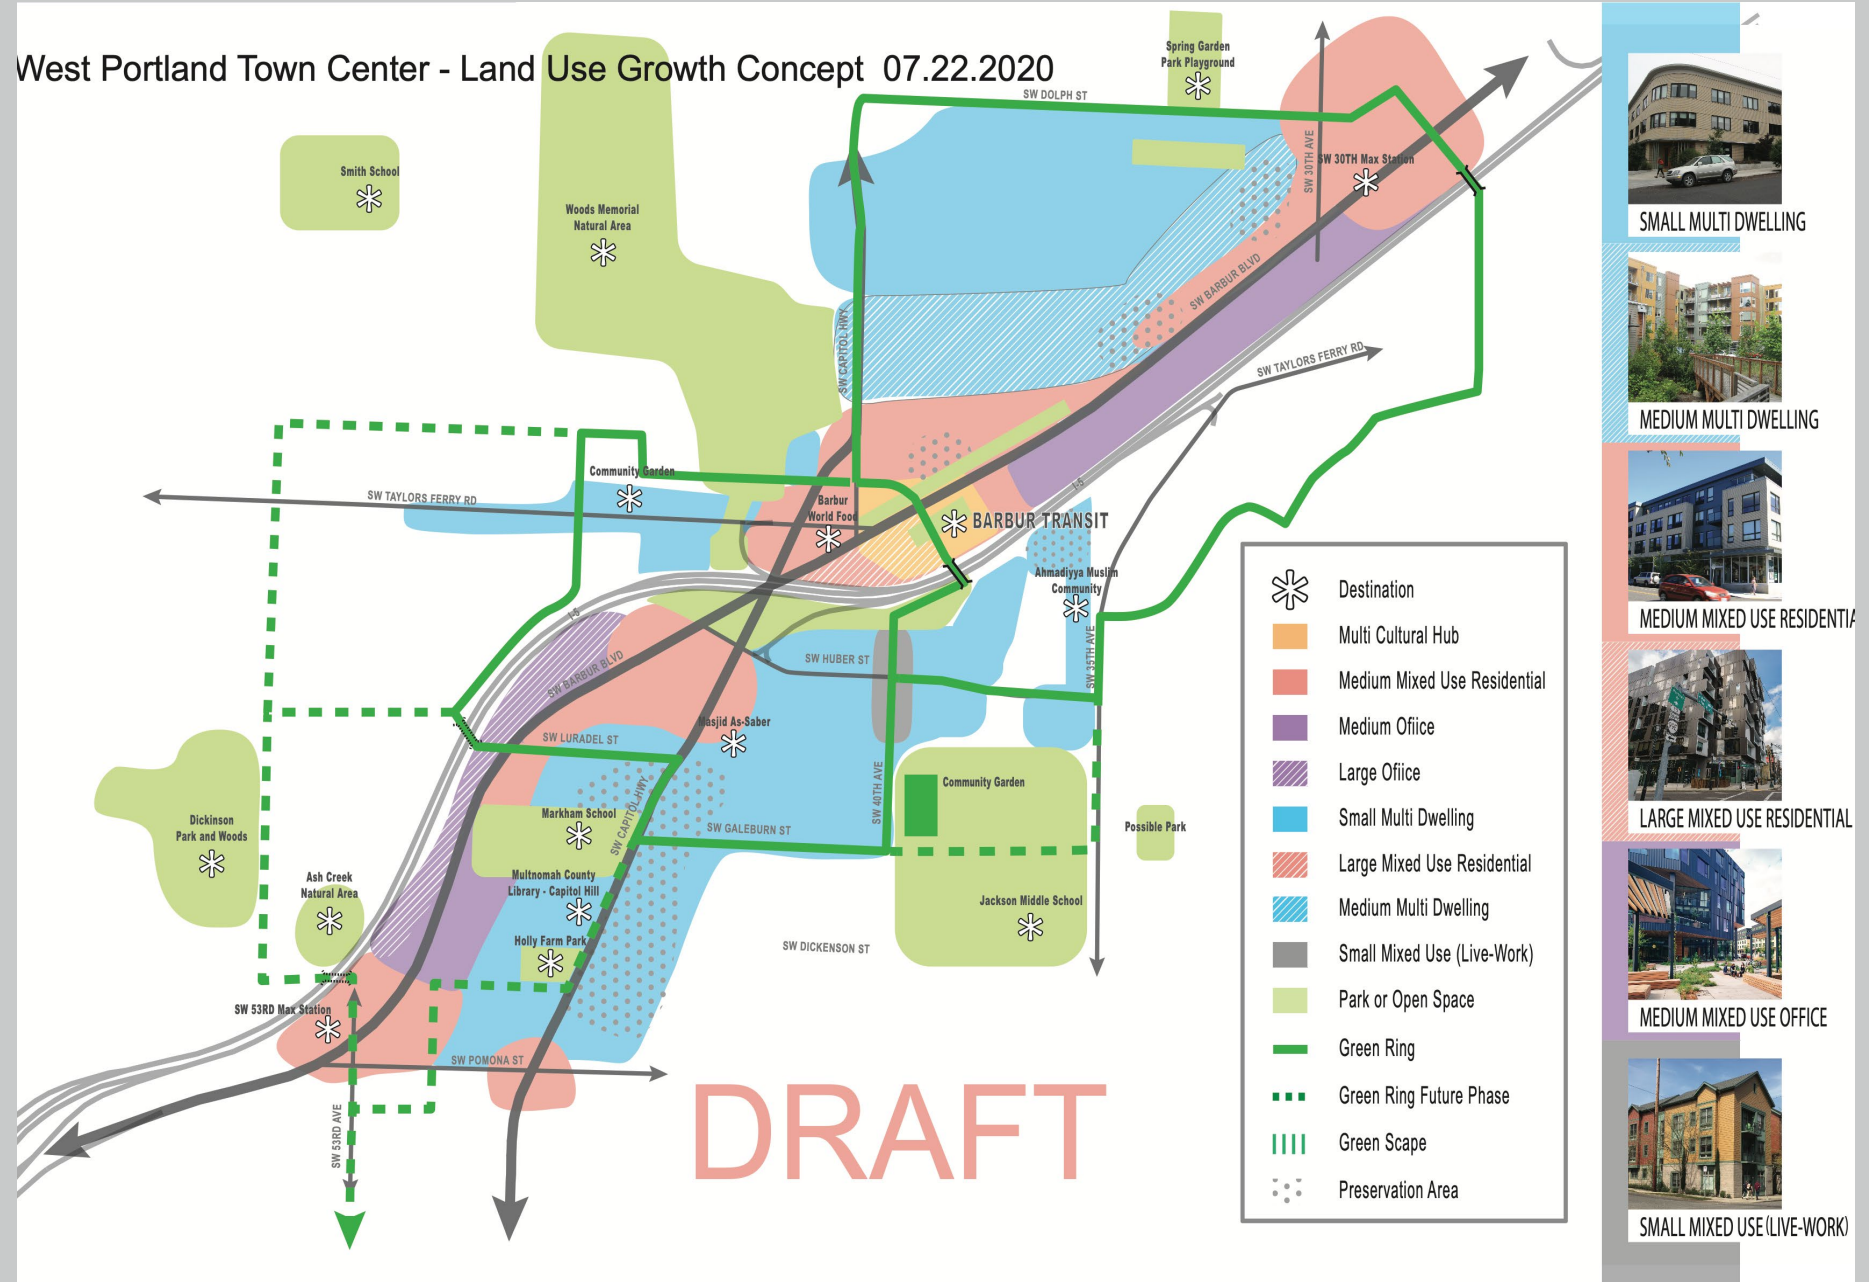 West Portland Town Center - Land Use Growth Concept 07.22.2020
Spring Garden
Park Playground
SW DOLPH ST
Smith School
SW 30TH AVE
SW 30TH Max Station
Woods Memorial
Natural Area
SW BARBUR BLVD
SW CAPITOL HWY
SW TAYLORS FERRY RD
Community Garden
SW TAYLORS FERRY RD
Barbur
World Food
I-5
BARBUR TRANSIT
Ahmadiyya Muslim
Community
I-5
SW HUBER ST
SW 35TH AVE
SW BARBUR BLVD
Masjid As-Saber
SW LURADEL ST
SW CAPITOL HWY
SW 40TH AVE
Community Garden
Markham School
SW GALEBURN ST
Possible Park
Dickinson
Park and Woods
Ash Creek
Natural Area
Multnomah County
Library - Capitol Hill
Jackson Middle School
Holly Farm Park
SW DICKENSON ST
SW 53RD Max Station
SW POMONA ST
SW 53RD AVE
DRAFT
Destination
Multi Cultural Hub
Medium Mixed Use Residential
Medium Ofiice
Large Ofiice
Small Multi Dwelling
Large Mixed Use Residential
Medium Multi Dwelling
Small Mixed Use (Live-Work)
Park or Open Space
Green Ring
Green Ring Future Phase
Green Scape
Preservation Area
SMALL MULTI DWELLING
MEDIUM MULTI DWELLING
MEDIUM MIXED USE RESIDENTIA
LARGE MIXED USE RESIDENTIAL
MEDIUM MIXED USE OFFICE
SMALL MIXED USE (LIVE-WORK)